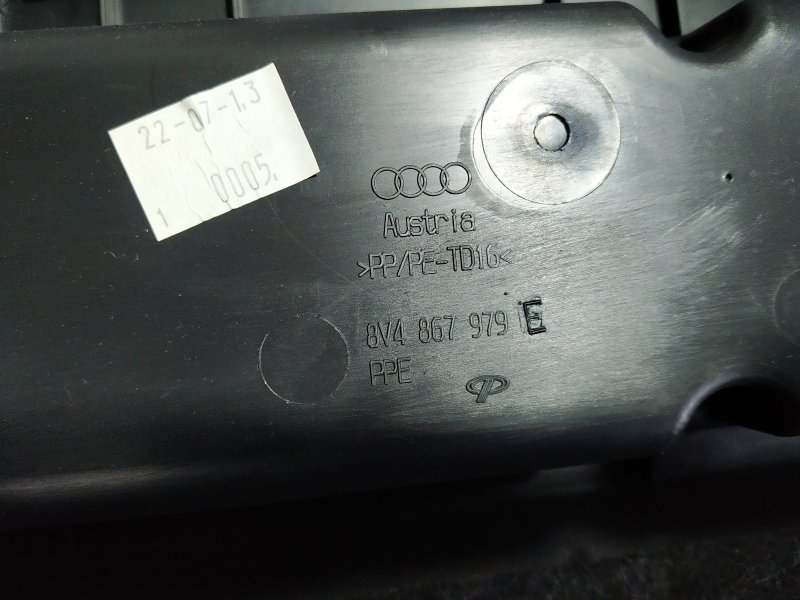 22-07-13
1 0005.
Austria
>PP/PE-TD16<
8V4 867 979 E
PPE